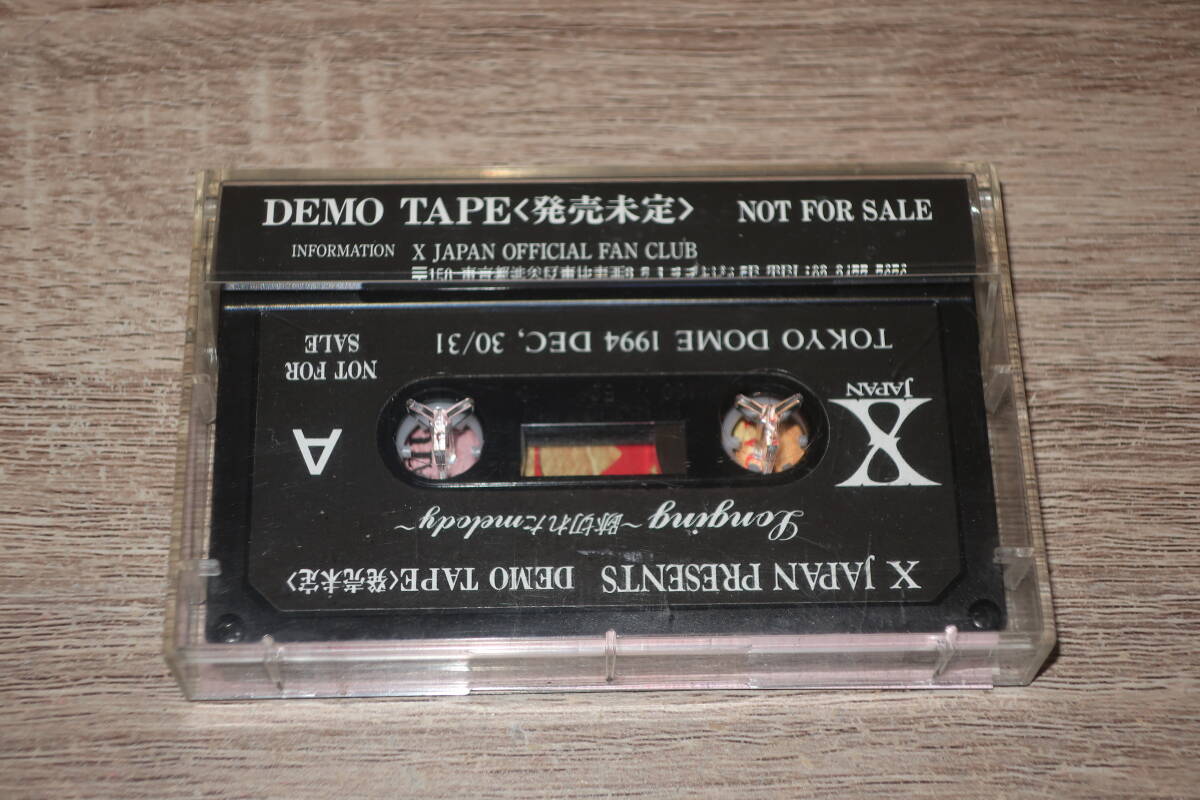 DEMO TAPE<発売未定> NOT FOR SALE
INFORMATION X JAPAN OFFICIAL FAN CLUB
〒150
X JAPAN PRESENTS DEMO TAPE<発売未定>
Longing ~跡切れたmelody~
X JAPAN
A
NOT FOR SALE
TOKYO DOME 1994 DEC, 30/31